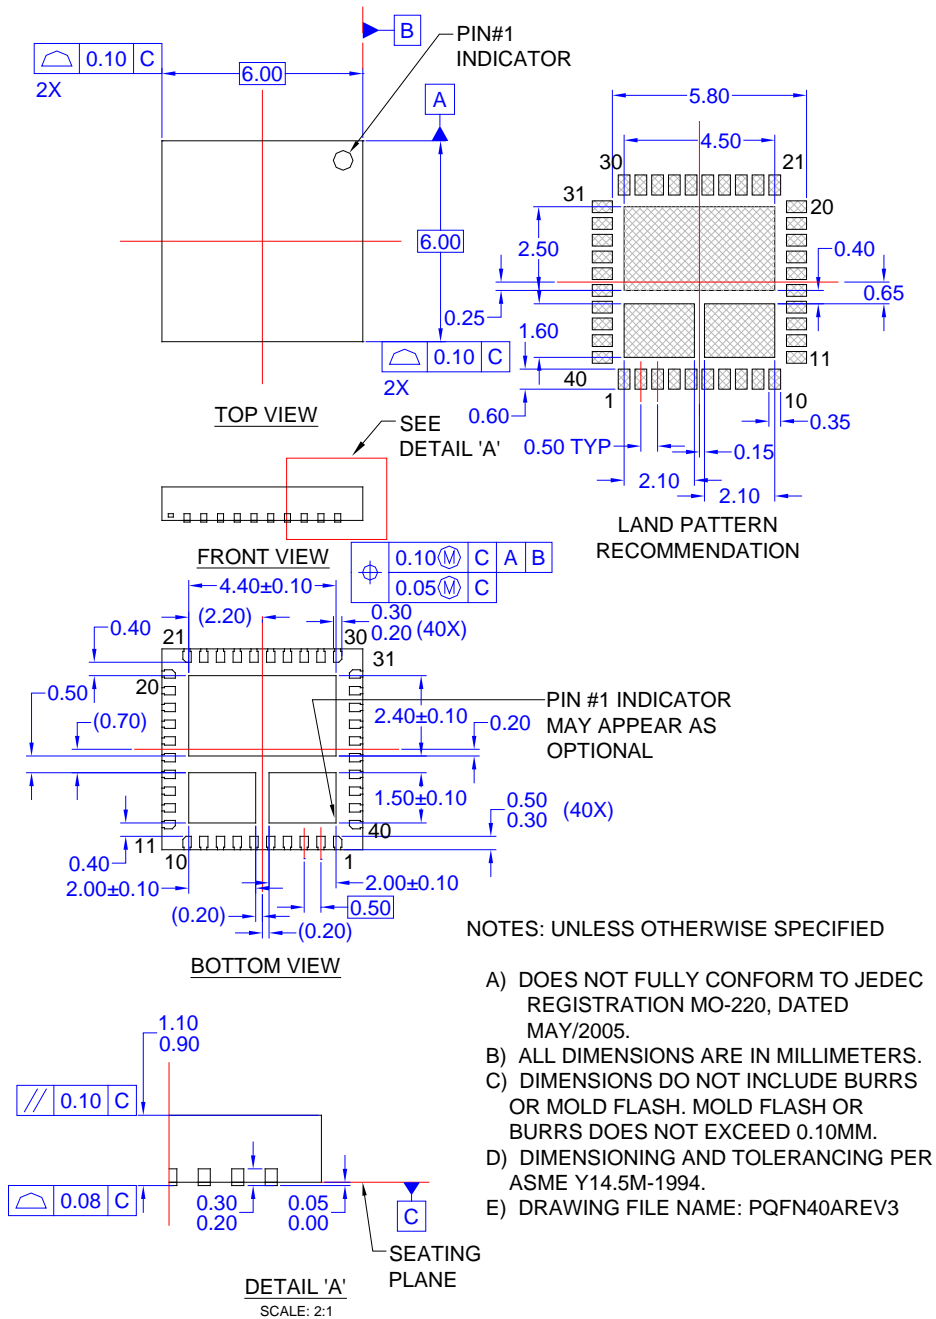 B
PIN#1
INDICATOR
0.10 C
2X
6.00
A
6.00
0.10 C
2X
TOP VIEW
5.80
4.50
30
21
31
20
2.50
0.40
0.65
0.25
1.60
40
11
1
10
0.60
0.35
0.50 TYP
0.15
2.10
2.10
LAND PATTERN
RECOMMENDATION
SEE
DETAIL 'A'
FRONT VIEW
0.10Ⓜ C A B
0.05Ⓜ C
4.40±0.10
(2.20)
0.30
0.20 (40X)
0.40
21
30
31
20
0.50
(0.70)
2.40±0.10
0.20
PIN #1 INDICATOR
MAY APPEAR AS
OPTIONAL
1.50±0.10
0.50
0.30 (40X)
40
11
10
1
0.40
2.00±0.10
2.00±0.10
(0.20)
0.50
(0.20)
BOTTOM VIEW
NOTES: UNLESS OTHERWISE SPECIFIED
A) DOES NOT FULLY CONFORM TO JEDEC
REGISTRATION MO-220, DATED
MAY/2005.
B) ALL DIMENSIONS ARE IN MILLIMETERS.
C) DIMENSIONS DO NOT INCLUDE BURRS
OR MOLD FLASH. MOLD FLASH OR
BURRS DOES NOT EXCEED 0.10MM.
D) DIMENSIONING AND TOLERANCING PER
ASME Y14.5M-1994.
E) DRAWING FILE NAME: PQFN40AREV3
1.10
0.90
// 0.10 C
0.08 C
0.30
0.20
0.05
0.00
C
SEATING
PLANE
DETAIL 'A'
SCALE: 2:1